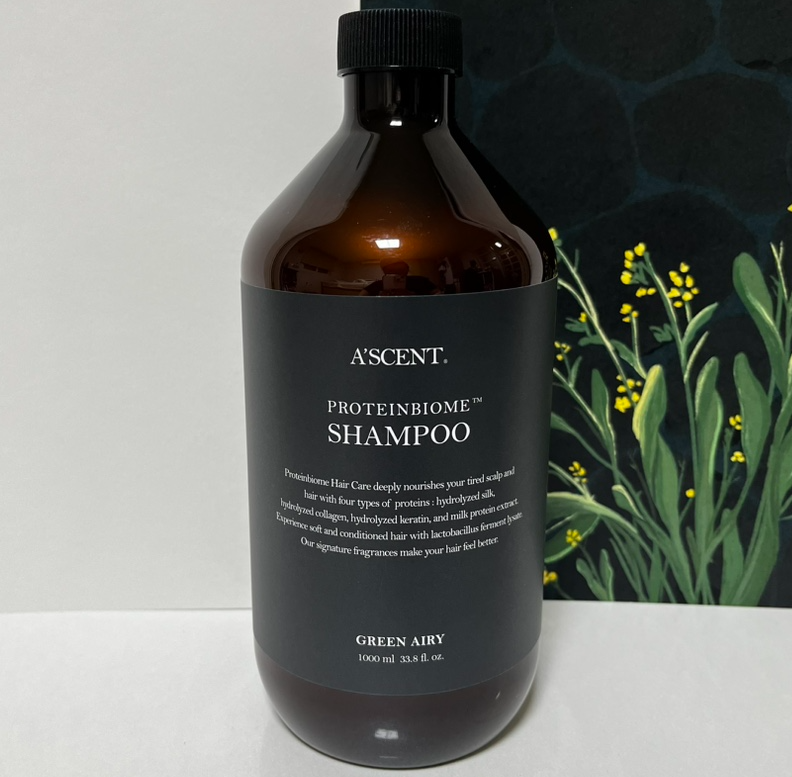 A'SCENT.
PROTEINBIOME™
SHAMPOO
Proteinbiome Hair Care deeply nourishes your tired scalp and
hair with four types of proteins : hydrolyzed silk,
hydrolyzed collagen, hydrolyzed keratin, and milk protein extract.
Experience soft and conditioned hair with lactobacillus ferment lysate.
Our signature fragrances make your hair feel better.
GREEN AIRY
1000 ml 33.8 fl. oz.